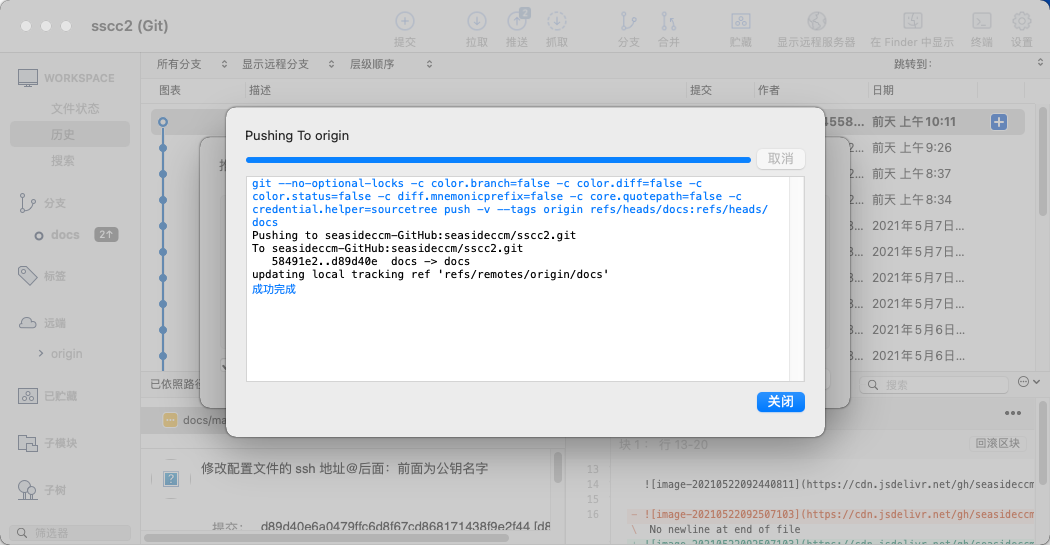 sscc2 (Git)
提交
拉取
2
推送
抓取
分支
合并
贮藏
显示远程服务器
在 Finder 中显示
终端
设置
WORKSPACE
文件状态
历史
搜索
分支
docs
2↑
标签
远端
origin
已贮藏
子模块
子树
筛选器
所有分支
显示远程分支
层级顺序
跳转到:
图表
描述
提交
作者
日期
4558... 前天 上午10:11
2... 前天 上午9:26
2... 前天 上午8:37
2... 前天 上午8:34
2021年5月7日...
2021年5月7日...
2021年5月7日...
2021年5月7日...
2021年5月6日...
2021年5月6日...
Pushing To origin
取消
git --no-optional-locks -c color.branch=false -c color.diff=false -c
color.status=false -c diff.mnemonicprefix=false -c core.quotepath=false -c
credential.helper=sourcetree push -v --tags origin refs/heads/docs:refs/heads/
docs
Pushing to seasideccm-GitHub:seasideccm/sscc2.git
To seasideccm-GitHub:seasideccm/sscc2.git
58491e2..d89d40e docs -> docs
updating local tracking ref 'refs/remotes/origin/docs'
成功完成
关闭
已依照路径
搜索
docs/ma
修改配置文件的 ssh 地址@后面：前面为公钥名字
提交: d89d40e6a0479ffc6d8f67cd868171438f9e2f44 [d8
块 1： 行 13-20
回滚区块
13
14 ![image-20210522092440811](https://cdn.jsdelivr.net/gh/seasideccm
15
16 - ![image-20210522092507103](https://cdn.jsdelivr.net/gh/seasideccm
\ No newline at end of file
+ ![image-20210522092507103](https://cdn.jsdelivr.net/gh/seasideccm